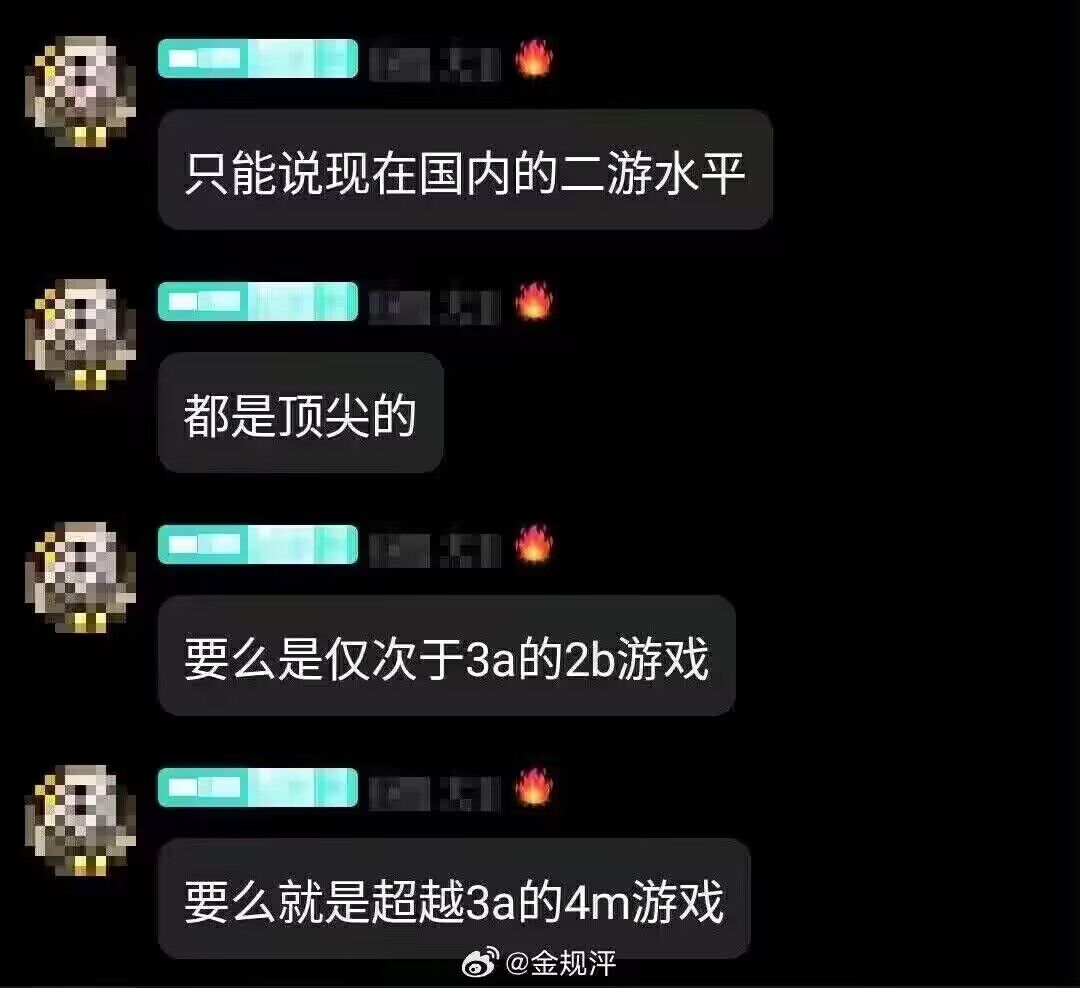 只能说现在国内的二游水平
都是顶尖的
要么是仅次于3a的2b游戏
要么就是超越3a的4m游戏
@金规泙